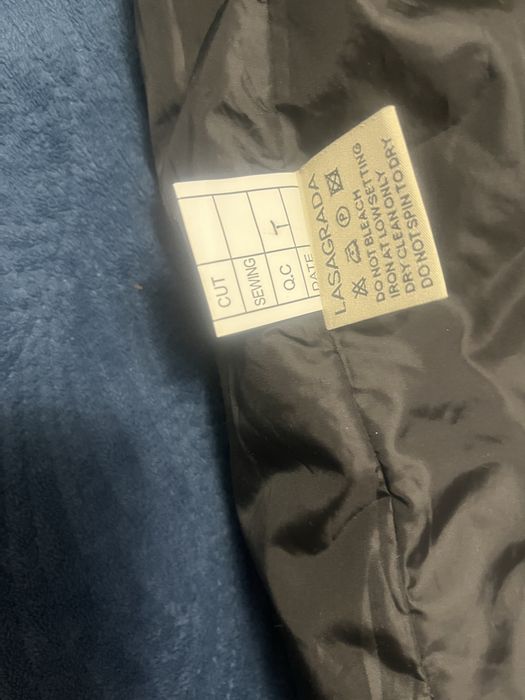 CUT
SEWING
Q.C T
DATE
LASAGRADA
DO NOT BLEACH
IRON AT LOW SETTING
DRY CLEAN ONLY
DO NOT SPIN TO DRY